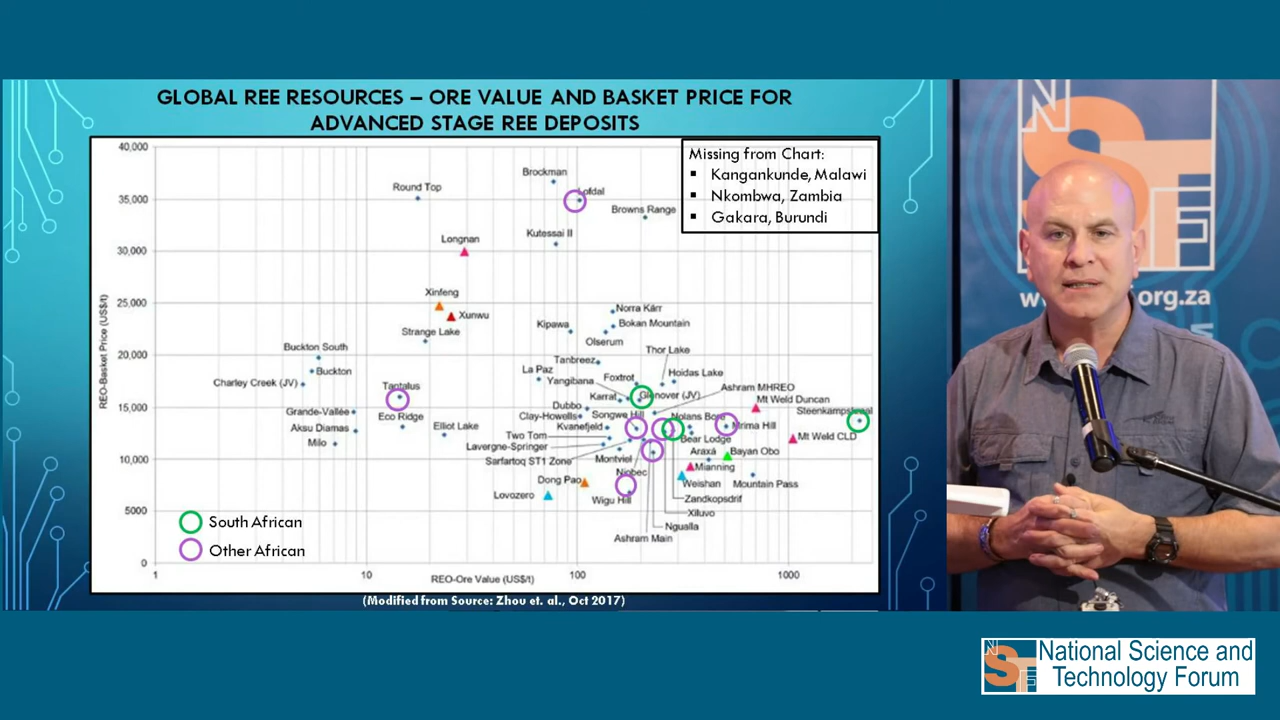 GLOBAL REE RESOURCES – ORE VALUE AND BASKET PRICE FOR
ADVANCED STAGE REE DEPOSITS
40,000
35,000
30,000
25,000
20,000
15,000
10,000
5000
0
REO-Basket Price (US$/t)
1
10
100
1000
REO-Ore Value (US$/t)
Missing from Chart:
▪ Kangankunde, Malawi
▪ Nkombwa, Zambia
▪ Gakara, Burundi
Brockman
Round Top
Lofdal
Browns Range
Kutessai II
Longnan
Xinfeng
Xunwu
Norra Kärr
Kipawa
Bokan Mountain
Strange Lake
Olserum
Buckton South
Thor Lake
Tanbreez
Buckton
La Paz
Hoidas Lake
Charley Creek (JV)
Yangibana
Foxtrot
Tantalus
Ashram MHREO
Karrat
Glenover (JV)
Mt Weld Duncan
Dubbo
Grande-Vallée
Eco Ridge
Clay-Howells
Songwe Hill
Nolans Bore
Steenkampskraal
Aksu Diamas
Elliot Lake
Kvanefjeld
Mrima Hill
Milo
Two Tom
Bear Lodge
Mt Weld CLD
Lavergne-Springer
Araxá
Bayan Obo
Sarfartoq ST1 Zone
Montviel
Mianning
Niobec
Dong Pao
Weishan
Mountain Pass
Lovozero
Wigu Hill
Zandkopsdrif
Xiluvo
Ngualla
Ashram Main
South African
Other African
(Modified from Source: Zhou et. al., Oct 2017)
N
S
T
F
.org.za
N
S
T
National Science and
Technology Forum